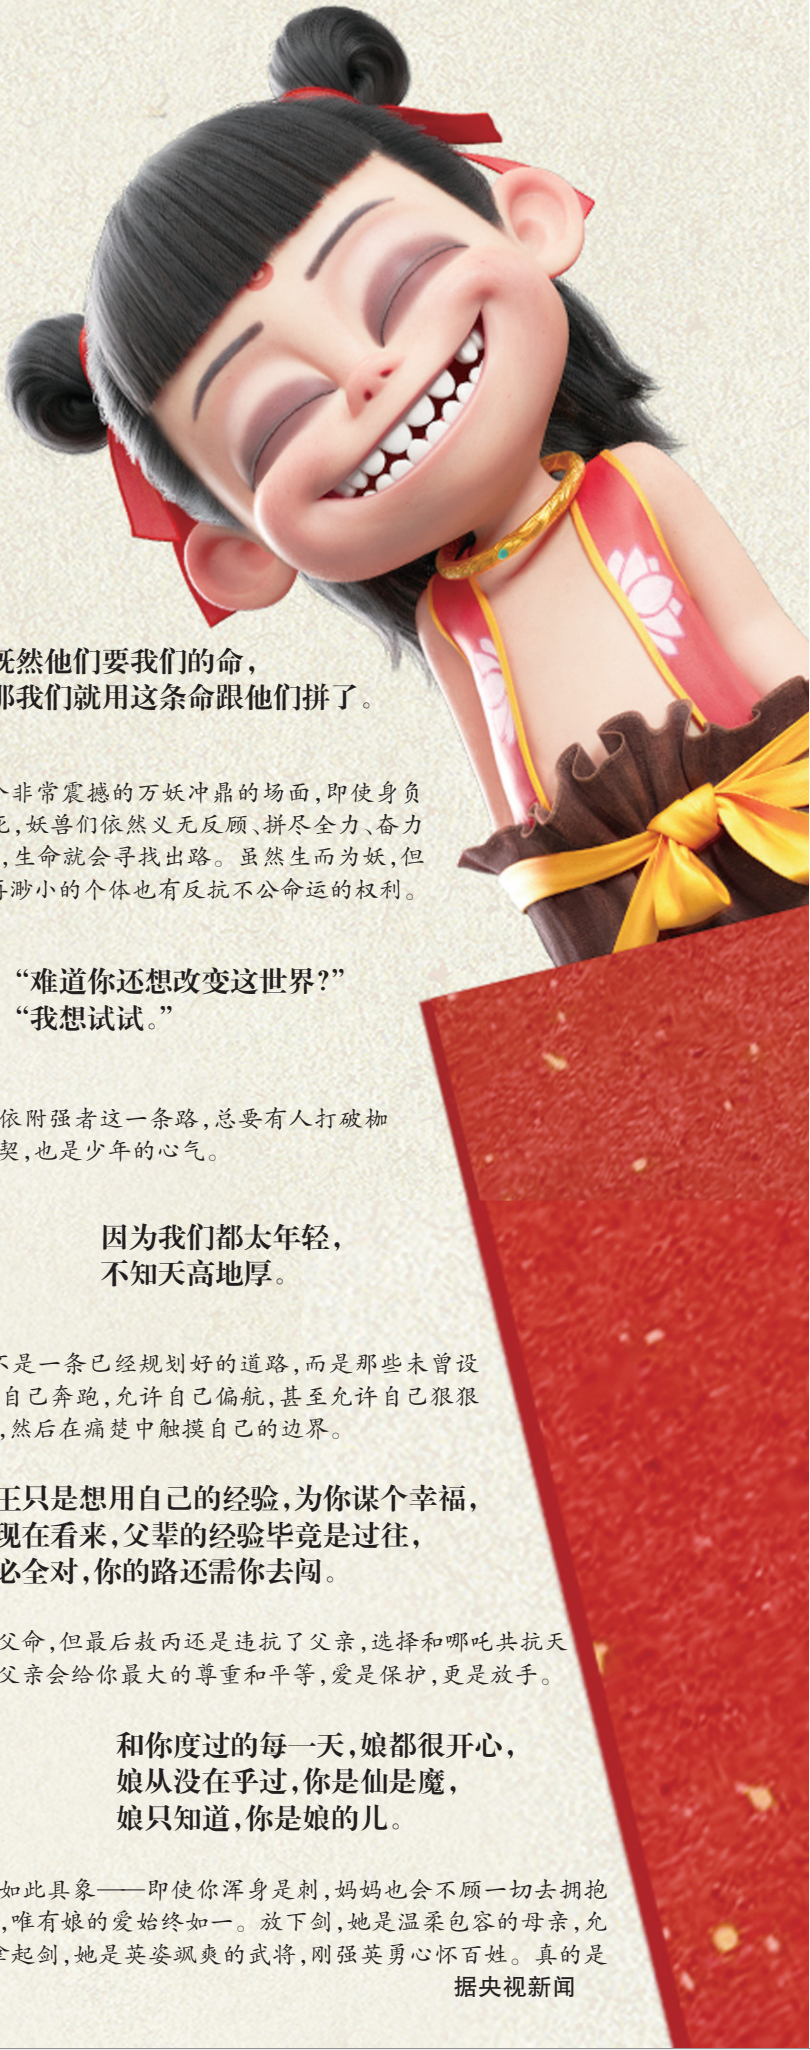 既然他们要我们的命，
那我们就用这条命跟他们拼了。
个非常震撼的万妖冲鼎的场面，即使身负
死，妖兽们依然义无反顾、拼尽全力、奋力
，生命就会寻找出路。虽然生而为妖，但
再渺小的个体也有反抗不公命运的权利。
“难道你还想改变这世界？”
“我想试试。”
依附强者这一条路，总要有人打破枷
契，也是少年的心气。
因为我们都太年轻，
不知天高地厚。
不是一条已经规划好的道路，而是那些未曾设
自己奔跑，允许自己偏航，甚至允许自己狠狠
，然后在痛楚中触摸自己的边界。
王只是想用自己的经验，为你谋个幸福，
现在看来，父辈的经验毕竟是过往，
必全对，你的路还需你去闯。
父命，但最后敖丙还是违抗了父亲，选择和哪吒共抗天
父亲会给你最大的尊重和平等，爱是保护，更是放手。
和你度过的每一天，娘都很开心，
娘从没在乎过，你是仙是魔，
娘只知道，你是娘的儿。
如此具象——即使你浑身是刺，妈妈也会不顾一切去拥抱
，唯有娘的爱始终如一。放下剑，她是温柔包容的母亲，允
拿起剑，她是英姿飒爽的武将，刚强英勇心怀百姓。真的是
据央视新闻